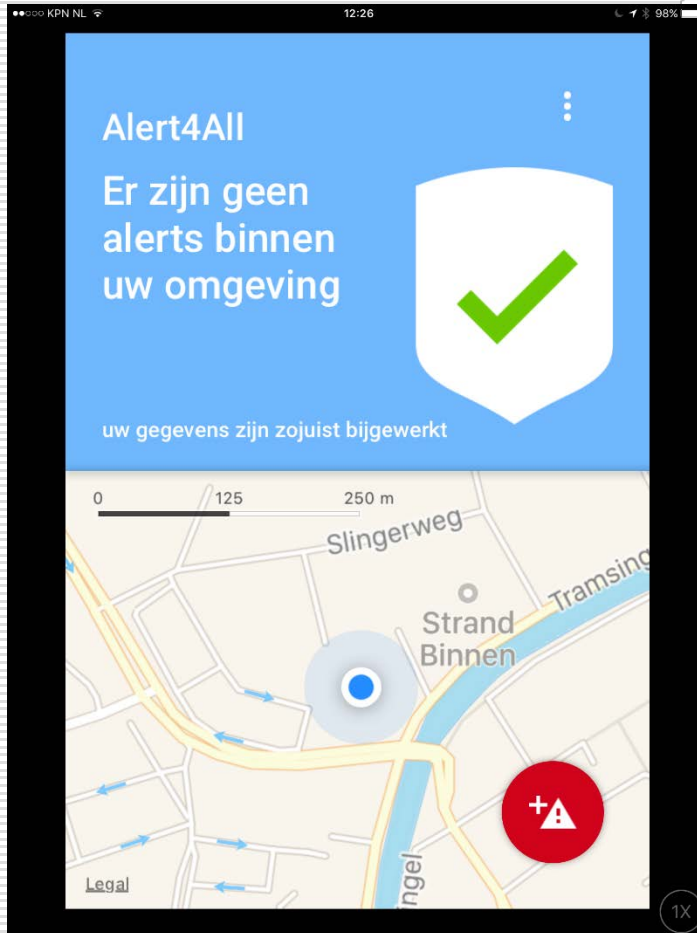 ●●○○○ KPN NL
12:26
98%
Alert4All
Er zijn geen
alerts binnen
uw omgeving
uw gegevens zijn zojuist bijgewerkt
0 125 250 m
Slingerweg
Tramsing
Strand
Binnen
ingel
Legal
1X